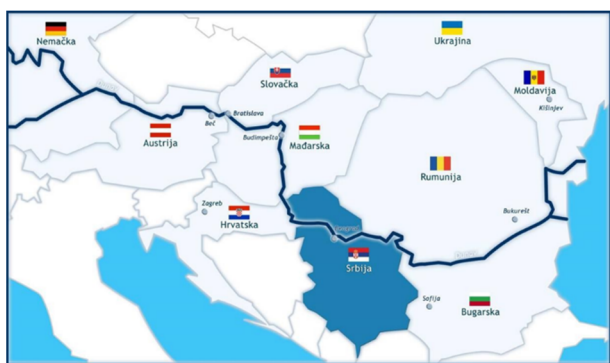 Nemačka
Ukrajina
Slovačka
Moldavija
Kišinjev
Bratislava
Beč
Austrija
Budimpešta
Mađarska
Rumunija
Zagreb
Hrvatska
Bukurešt
Srbija
Sofija
Bugarska